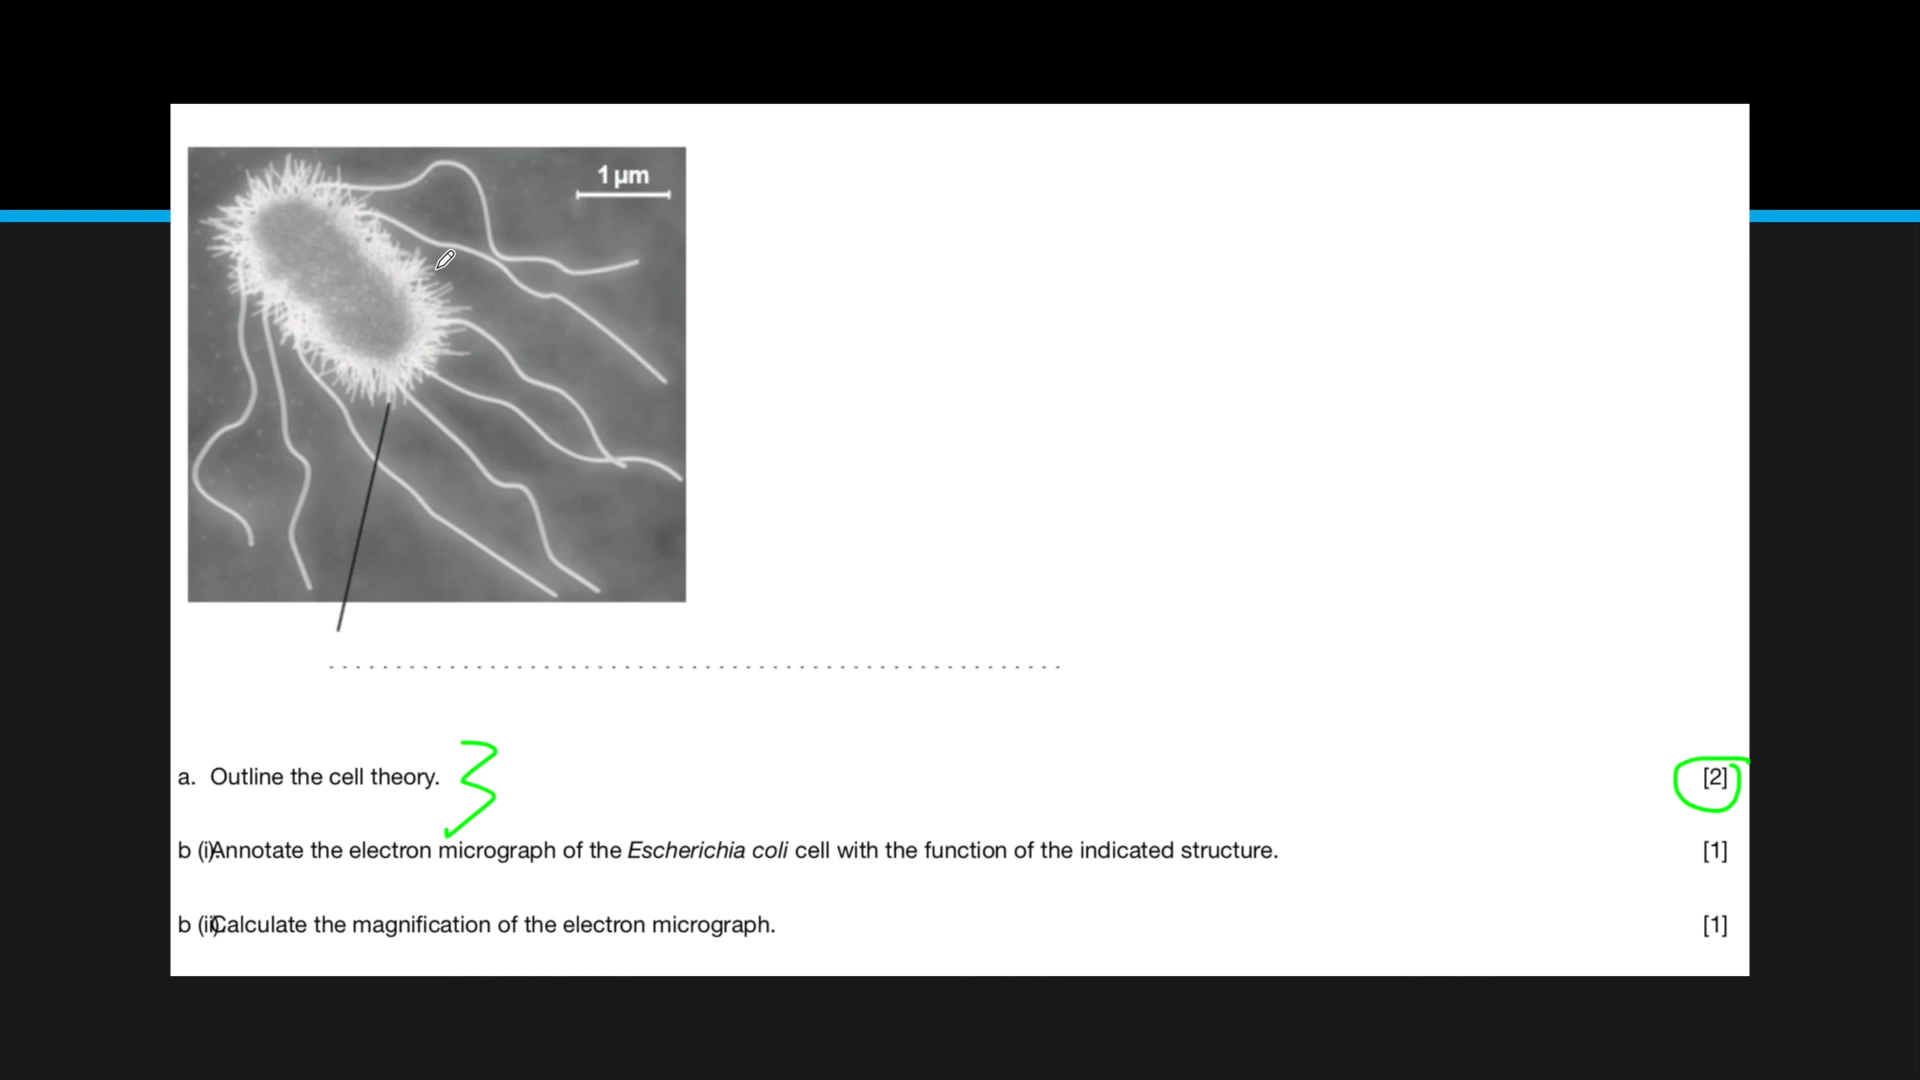 1 µm
a. Outline the cell theory.
[2]
b (i). Annotate the electron micrograph of the Escherichia coli cell with the function of the indicated structure.
[1]
b (ii). Calculate the magnification of the electron micrograph.
[1]